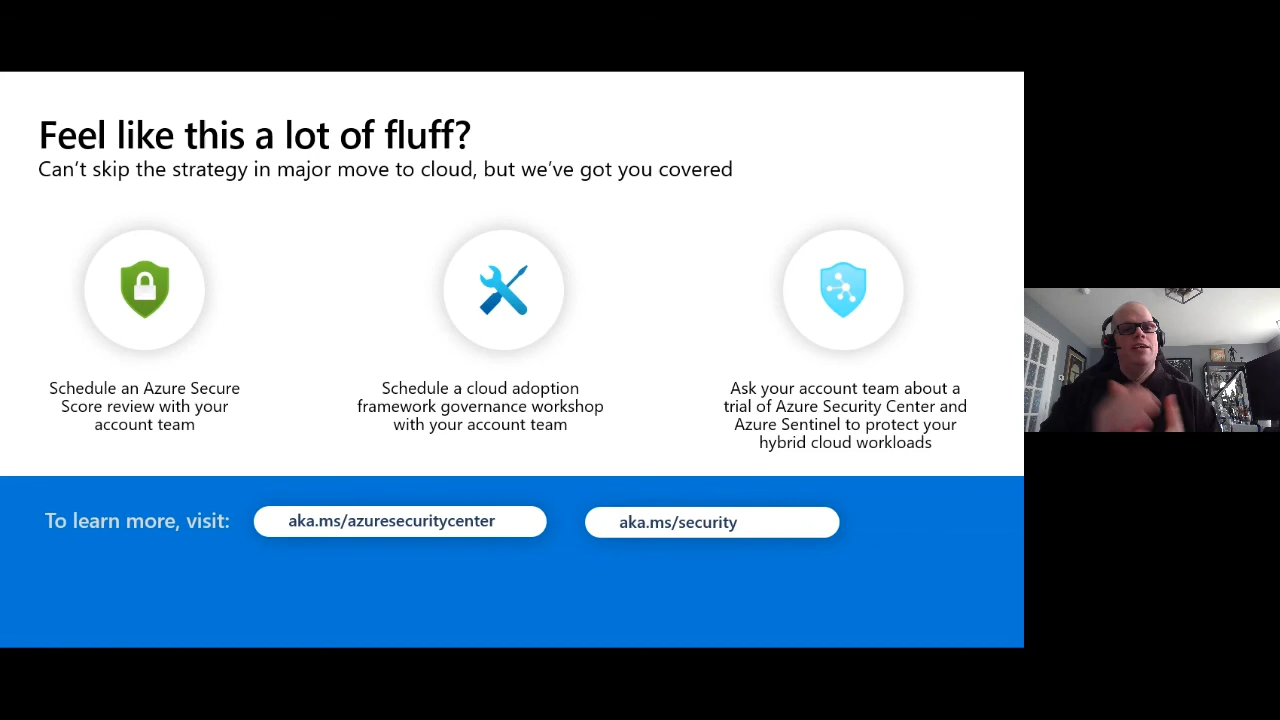 Feel like this a lot of fluff?
Can't skip the strategy in major move to cloud, but we've got you covered
Schedule an Azure Secure
Score review with your
account team
Schedule a cloud adoption
framework governance workshop
with your account team
Ask your account team about a
trial of Azure Security Center and
Azure Sentinel to protect your
hybrid cloud workloads
To learn more, visit:
aka.ms/azuresecuritycenter
aka.ms/security